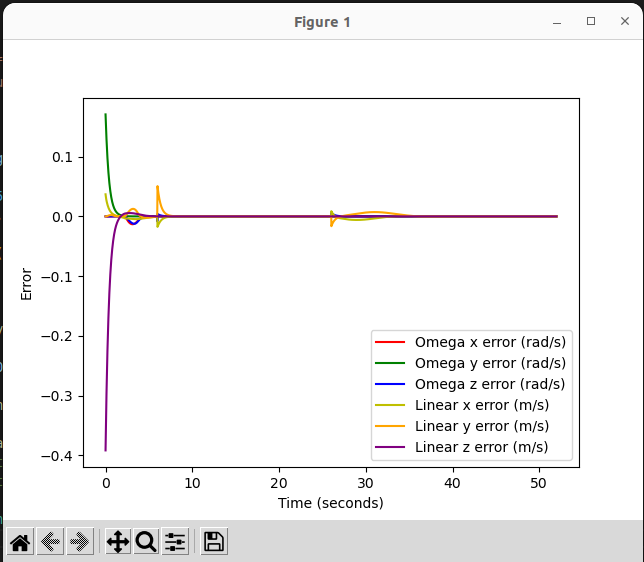 Figure 1
0.1
0.0
−0.1
−0.2
−0.3
−0.4
Error
0
10
20
30
40
50
Time (seconds)
Omega x error (rad/s)
Omega y error (rad/s)
Omega z error (rad/s)
Linear x error (m/s)
Linear y error (m/s)
Linear z error (m/s)